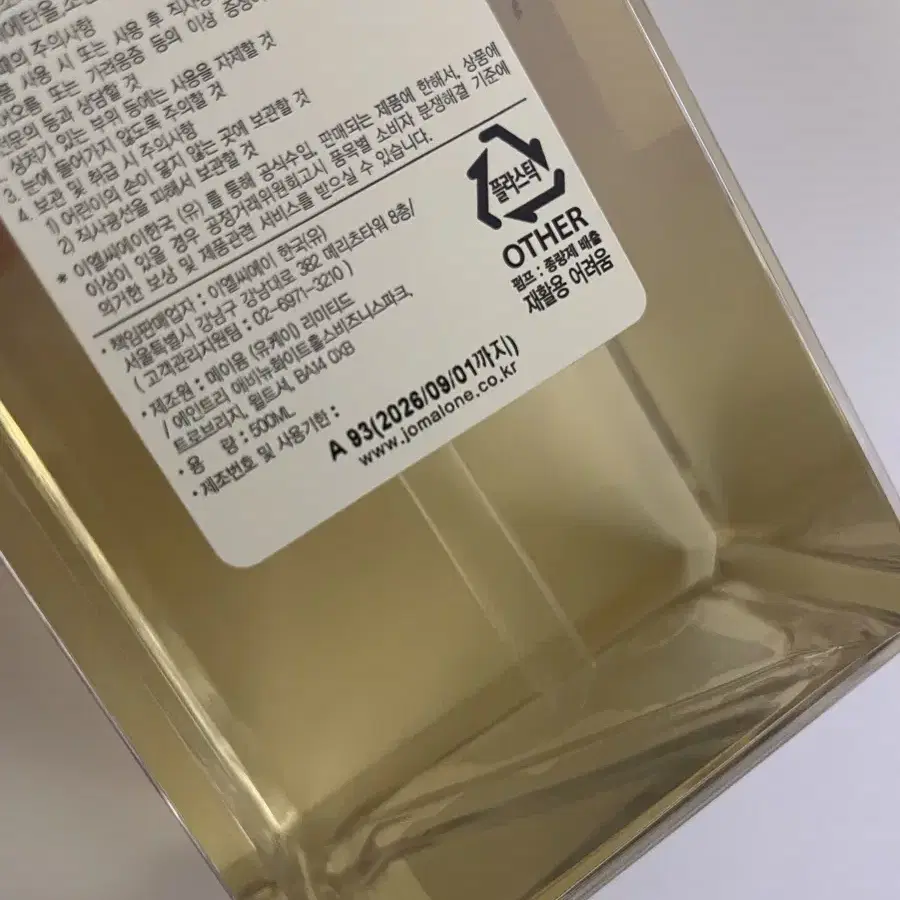 때의 주의사항
사용 시 또는 사용 후 직사광
또는 가려움증 등의 이상 증상이
전문의 등과 상담할 것
상처가 있는 부위 등에는 사용을 자제할 것
3. 눈에 들어가지 않도록 주의할 것
4. 보관 및 취급 시 주의사항
1) 어린이의 손이 닿지 않는 곳에 보관할 것
2) 직사광선을 피해서 보관할 것
* 이엘씨에이한국 (유) 를 통해 공식수입, 판매되는 제품에 한해서, 상품에
이상이 있을 경우 공정거래위원회고시 품목별 소비자 분쟁해결 기준에
의거한 보상 및 제품관련 서비스를 받으실 수 있습니다.
• 책임판매업자 : 이엘씨에이 한국(유)
서울특별시 강남구 강남대로 382 메리츠타워 8층/
( 고객관리지원팀 : 02-6971-3210 )
• 제조원 : 메이폼 (유케이) 리미티드
/ 에인트리 애비뉴화이트홀스비즈니스파크,
트로브리지, 윌트셔, BA14 0XB
• 용 량 : 500ML
• 제조번호 및 사용기한 :
A 93(2026/09/01까지)
www.jomalone.co.kr
플라스틱
OTHER
펌프 : 종량제 배출
재활용 어려움